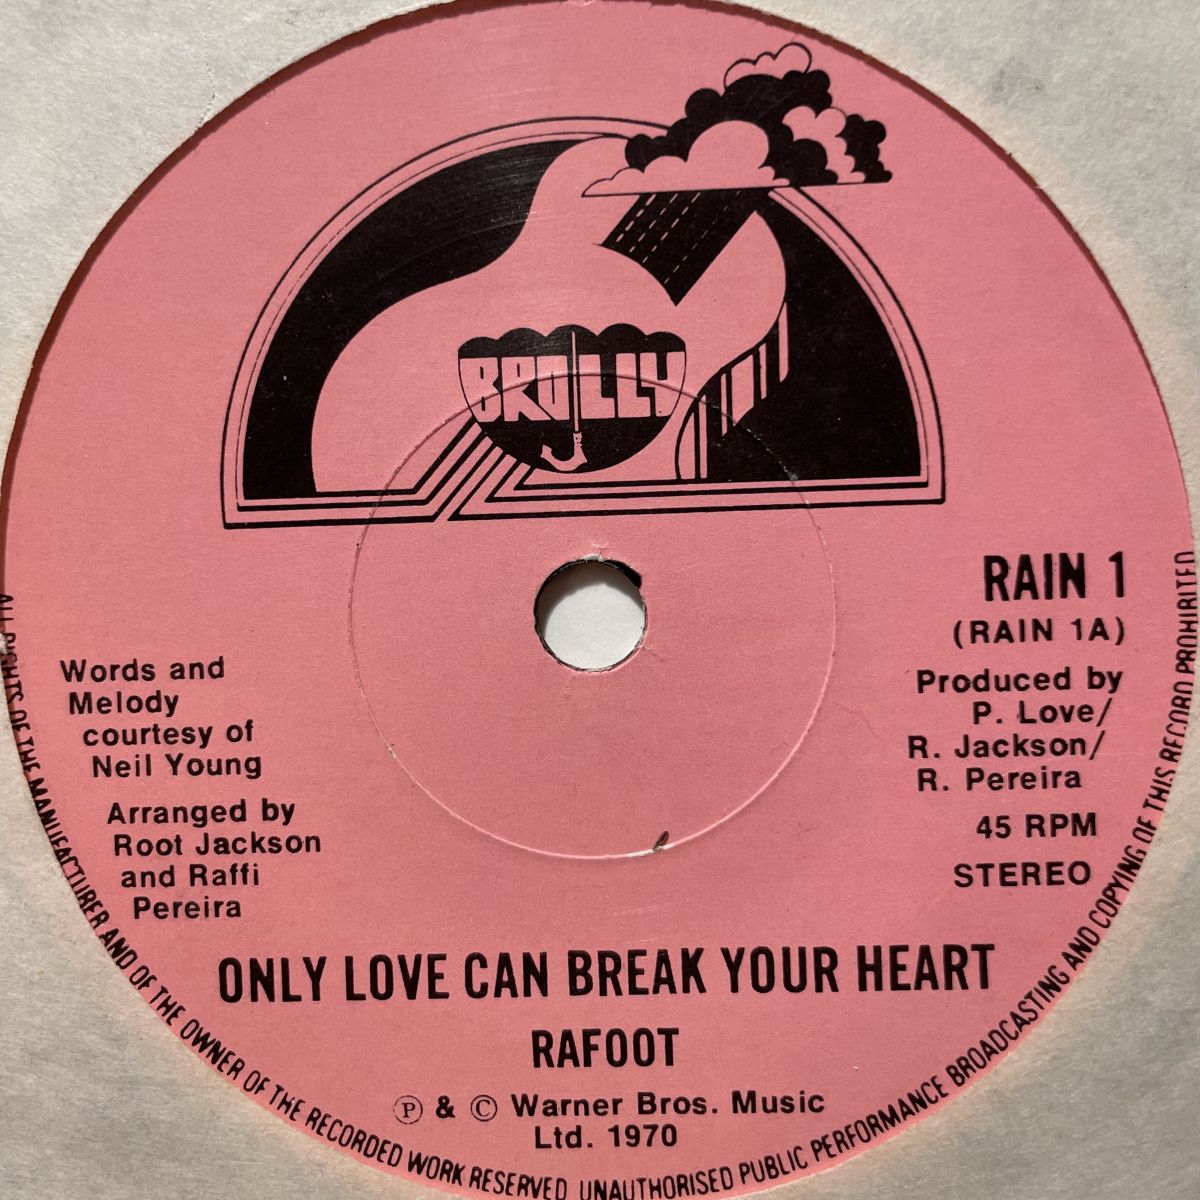 BROLLY
RAIN 1
(RAIN 1A)
Produced by
P. Love/
R. Jackson/
R. Pereira
45 RPM
STEREO
Words and
Melody
courtesy of
Neil Young
Arranged by
Root Jackson
and Raffi
Pereira
ONLY LOVE CAN BREAK YOUR HEART
RAFOOT
Ⓟ & © Warner Bros. Music
Ltd. 1970
ALL RIGHTS OF THE MANUFACTURER AND OF THE OWNER OF THE RECORDED WORK RESERVED UNAUTHORISED PUBLIC PERFORMANCE BROADCASTING AND COPYING OF THIS RECORD PROHIBITED